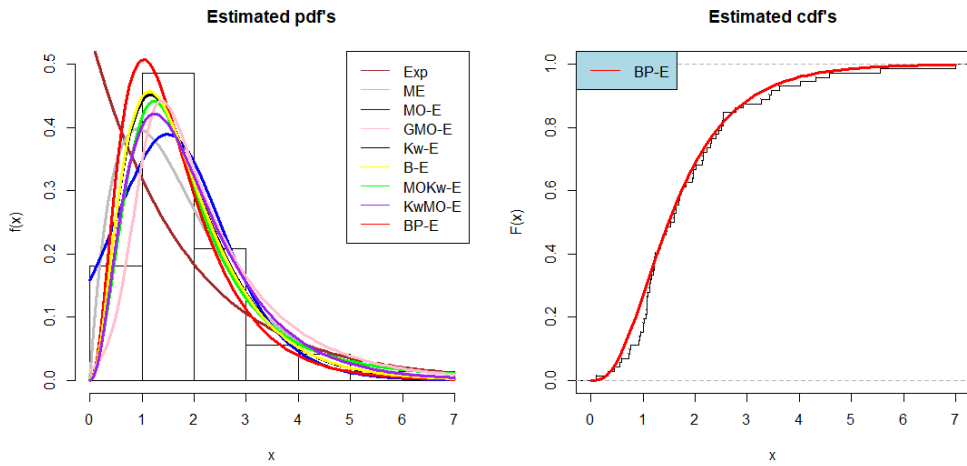 Estimated pdf's
f(x)
0.5
0.4
0.3
0.2
0.1
0.0
0 1 2 3 4 5 6 7
x
Exp
ME
MO-E
GMO-E
Kw-E
B-E
MOKw-E
KwMO-E
BP-E
Estimated cdf's
F(x)
1.0
0.8
0.6
0.4
0.2
0.0
0 1 2 3 4 5 6 7
x
BP-E